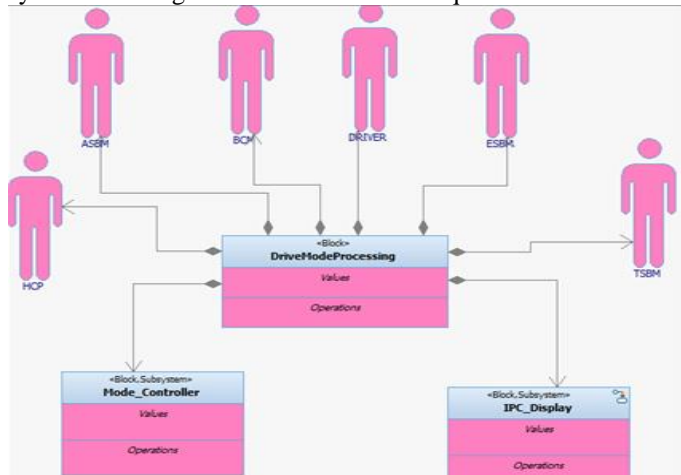 ASBM
BCM
DRIVER
ESBM
HCP
TSBM
«Block»
DriveModeProcessing
Values
Operations
«Block,Subsystem»
Mode_Controller
Values
Operations
«Block,Subsystem»
IPC_Display
Values
Operations